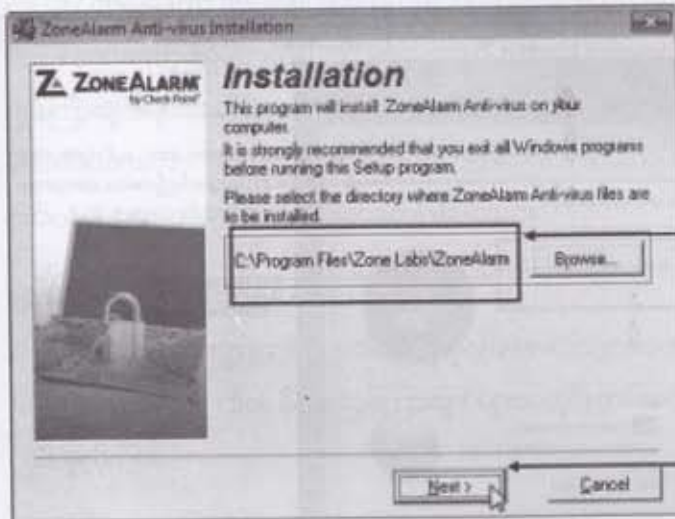 ZoneAlarm Anti-virus Installation
ZONEALARM
by Check Point
Installation
This program will install ZoneAlarm Anti-virus on your
computer.
It is strongly recommended that you exit all Windows programs
before running this Setup program.
Please select the directory where ZoneAlarm Anti-virus files are
to be installed.
C:\Program Files\Zone Labs\ZoneAlarm
Browse...
Next >
Cancel